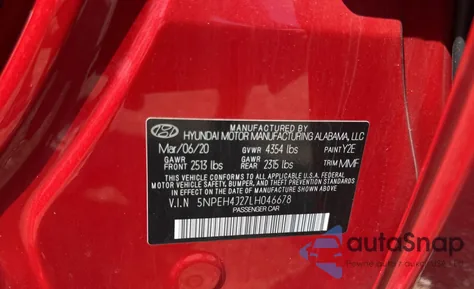 MANUFACTURED BY
HYUNDAI MOTOR MANUFACTURING ALABAMA, LLC
Mar/06/20 GVWR 4354 lbs PAINT Y2E
GAWR FRONT 2513 lbs GAWR REAR 2315 lbs TRIM MMF
THIS VEHICLE CONFORMS TO ALL APPLICABLE FEDERAL
MOTOR VEHICLE SAFETY, BUMPER, AND THEFT PREVENTION
STANDARDS IN EFFECT ON THE DATE OF MANUFACTURE
SHOWN ABOVE.
V.I.N 5NPEH4J27LH046678
PASSENGER CAR
autoSnap